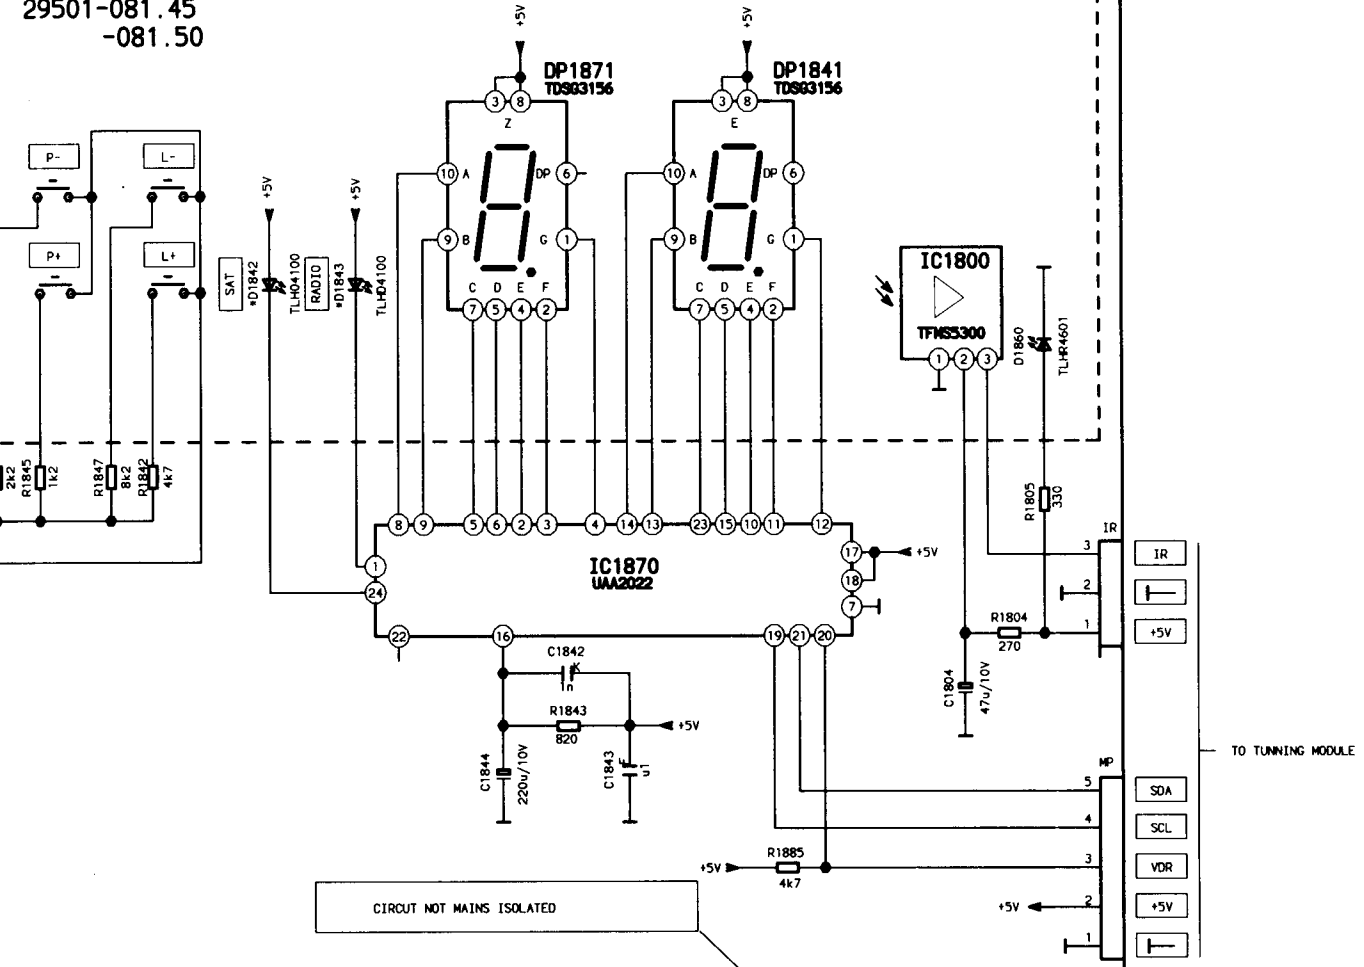 29501-081.45
-081.50
+5V
+5V
DP1871
TDSG3156
DP1841
TDSG3156
3 8
Z
3 8
E
P-
L-
10 A
DP 6
10 A
DP 6
+5V
+5V
9 B
G 1
9 B
G 1
P+
L+
SAT
*D1842
TLHO4100
RADIO
*D1843
TLHD4100
C D E F
7 5 4 2
C D E F
7 5 4 2
IC1800
TFMS5300
1 2 3
D1860
TLHR4601
2k2
R1845
1k2
R1847
8k2
R1842
4k7
R1805
330
8 9 5 6 2 3 4 14 13 23 15 10 11 12
IC1870
UAA2022
1
24
17
18
7
+5V
22 16 19 21 20
IR
3 IR
2
1 +5V
R1804
270
C1804
47u/10V
C1842
K
1n
R1843
820
+5V
C1844
220u/10V
C1843
F
u1
TO TUNNING MODULE
MP
5 SDA
4 SCL
3 VDR
2 +5V
1
+5V
R1885
4k7
+5V
CIRCUT NOT MAINS ISOLATED